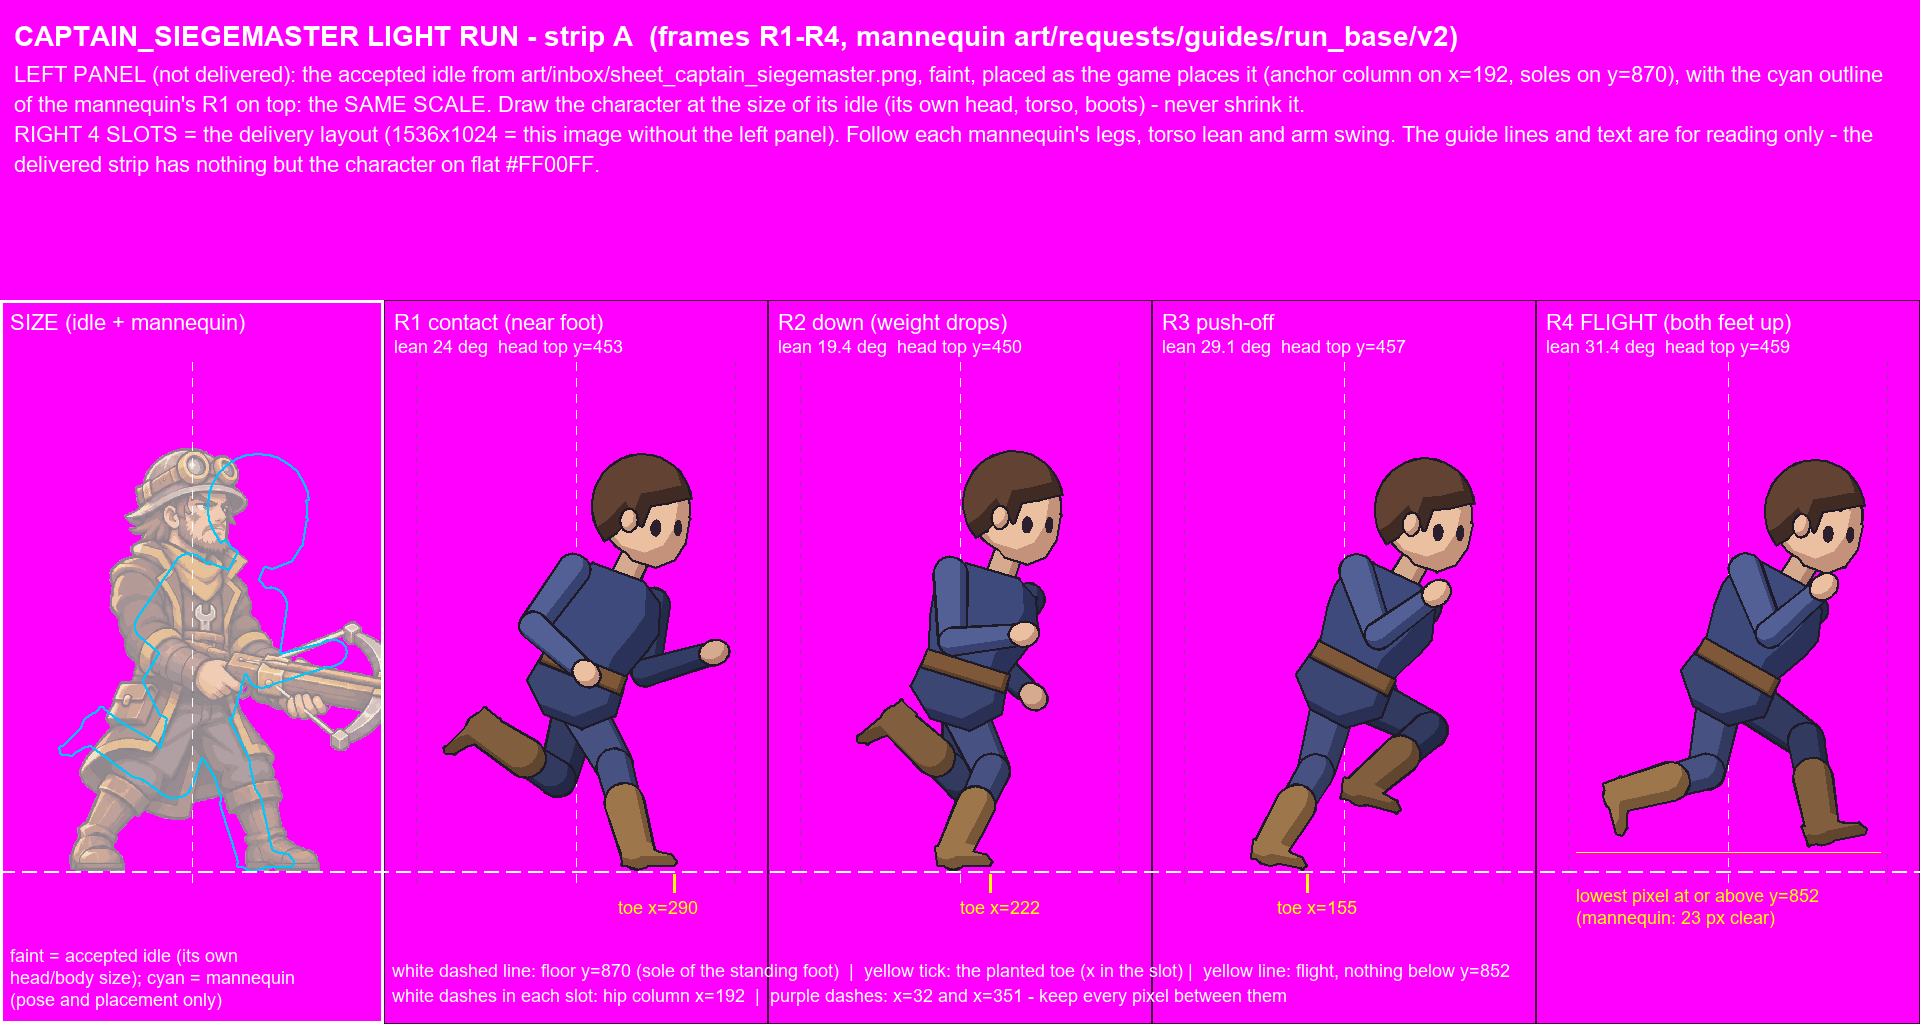 CAPTAIN_SIEGEMASTER LIGHT RUN - strip A  (frames R1-R4, mannequin art/requests/guides/run_base/v2)
LEFT PANEL (not delivered): the accepted idle from art/inbox/sheet_captain_siegemaster.png, faint, placed as the game places it (anchor column on x=192, soles on y=870), with the cyan outline
of the mannequin's R1 on top: the SAME SCALE. Draw the character at the size of its idle (its own head, torso, boots) - never shrink it.
RIGHT 4 SLOTS = the delivery layout (1536x1024 = this image without the left panel). Follow each mannequin's legs, torso lean and arm swing. The guide lines and text are for reading only - the
delivered strip has nothing but the character on flat #FF00FF.
SIZE (idle + mannequin)
R1 contact (near foot)
lean 24 deg  head top y=453
R2 down (weight drops)
lean 19.4 deg  head top y=450
R3 push-off
lean 29.1 deg  head top y=457
R4 FLIGHT (both feet up)
lean 31.4 deg  head top y=459
toe x=290
toe x=222
toe x=155
lowest pixel at or above y=852
(mannequin: 23 px clear)
faint = accepted idle (its own
head/body size); cyan = mannequin
(pose and placement only)
white dashed line: floor y=870 (sole of the standing foot)  |  yellow tick: the planted toe (x in the slot) |  yellow line: flight, nothing below y=852
white dashes in each slot: hip column x=192  |  purple dashes: x=32 and x=351 - keep every pixel between them